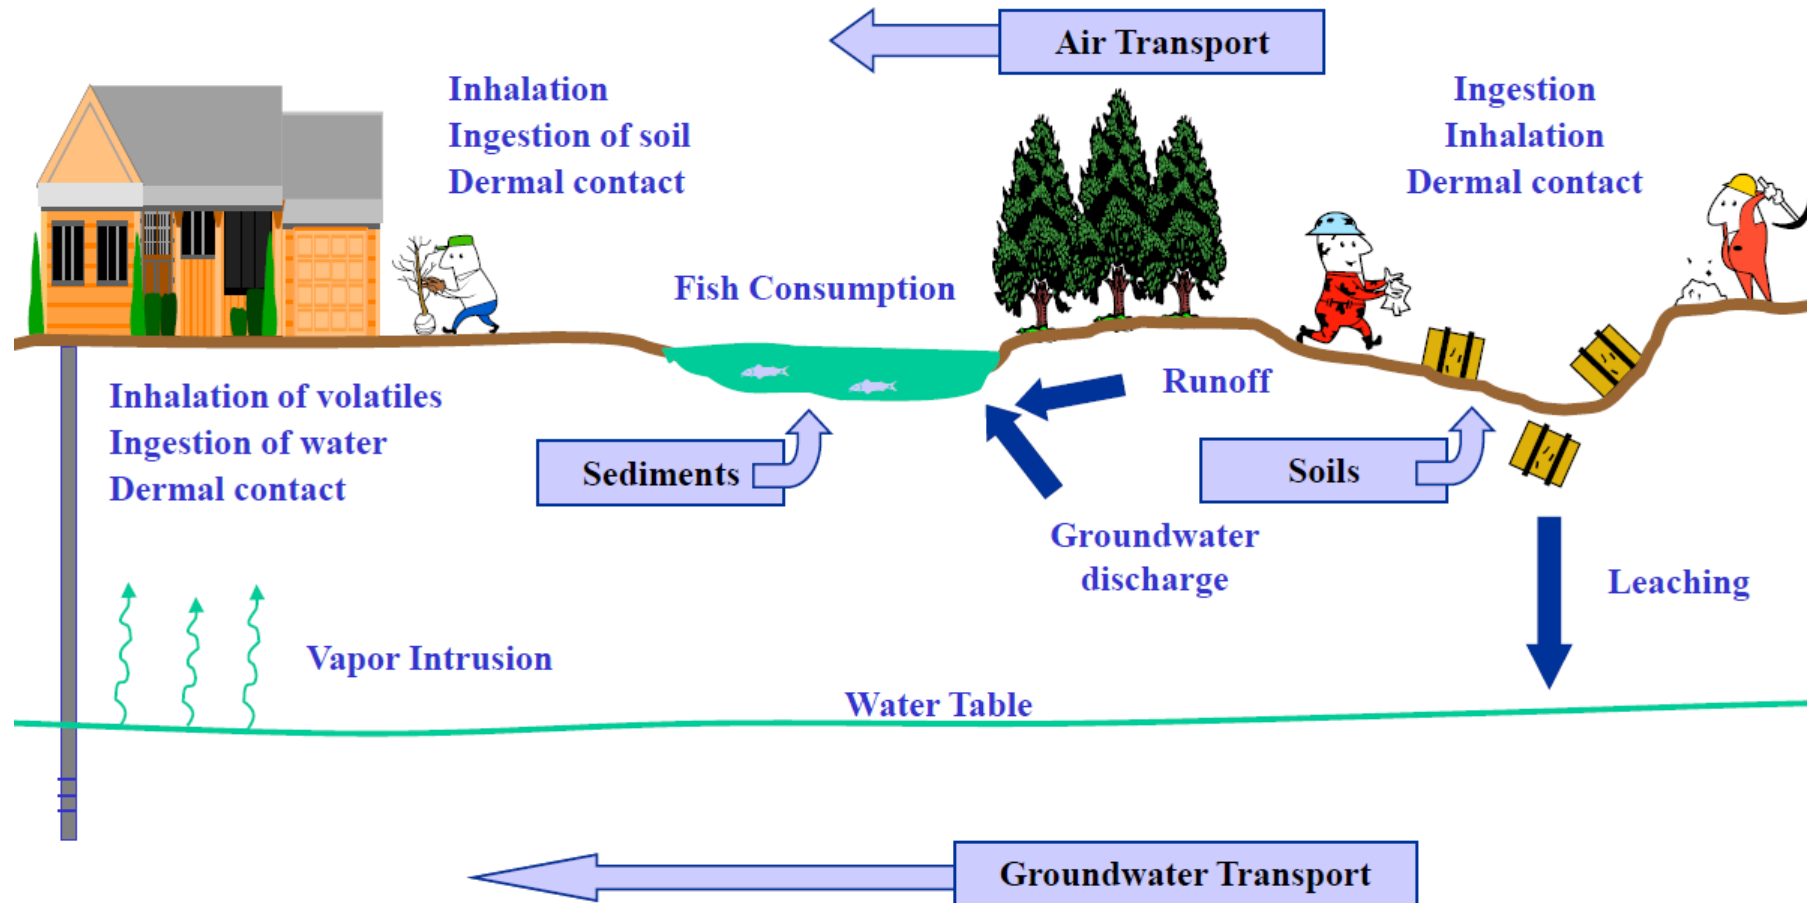 Air Transport
Inhalation
Ingestion of soil
Dermal contact
Ingestion
Inhalation
Dermal contact
Fish Consumption
Runoff
Inhalation of volatiles
Ingestion of water
Dermal contact
Sediments
Soils
Groundwater
discharge
Leaching
Vapor Intrusion
Water Table
Groundwater Transport